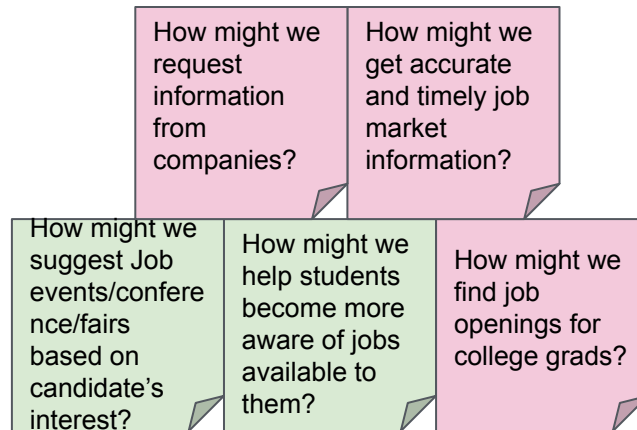 How might we
request
information
from
companies?
How might we
get accurate
and timely job
market
information?
How might we
suggest Job
events/confere
nce/fairs
based on
candidate's
interest?
How might we
help students
become more
aware of jobs
available to
them?
How might we
find job
openings for
college grads?